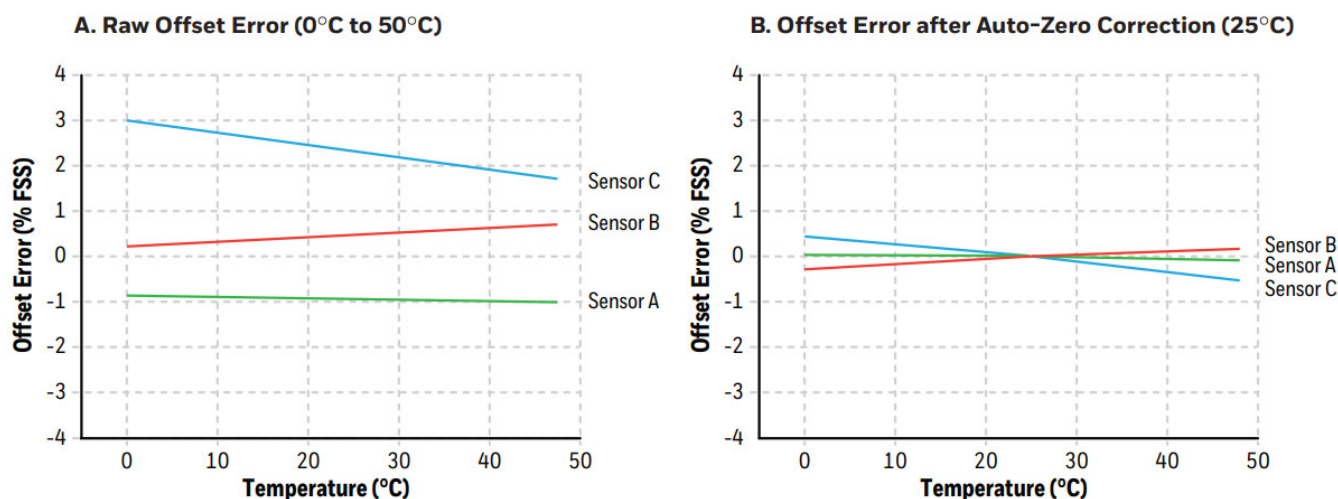 A. Raw Offset Error (0°C to 50°C)
4
3
2
1
0
-1
-2
-3
-4
Offset Error (% FSS)
Sensor C
Sensor B
Sensor A
0 10 20 30 40 50
Temperature (°C)
B. Offset Error after Auto-Zero Correction (25°C)
4
3
2
1
0
-1
-2
-3
-4
Offset Error (% FSS)
Sensor B
Sensor A
Sensor C
0 10 20 30 40 50
Temperature (°C)